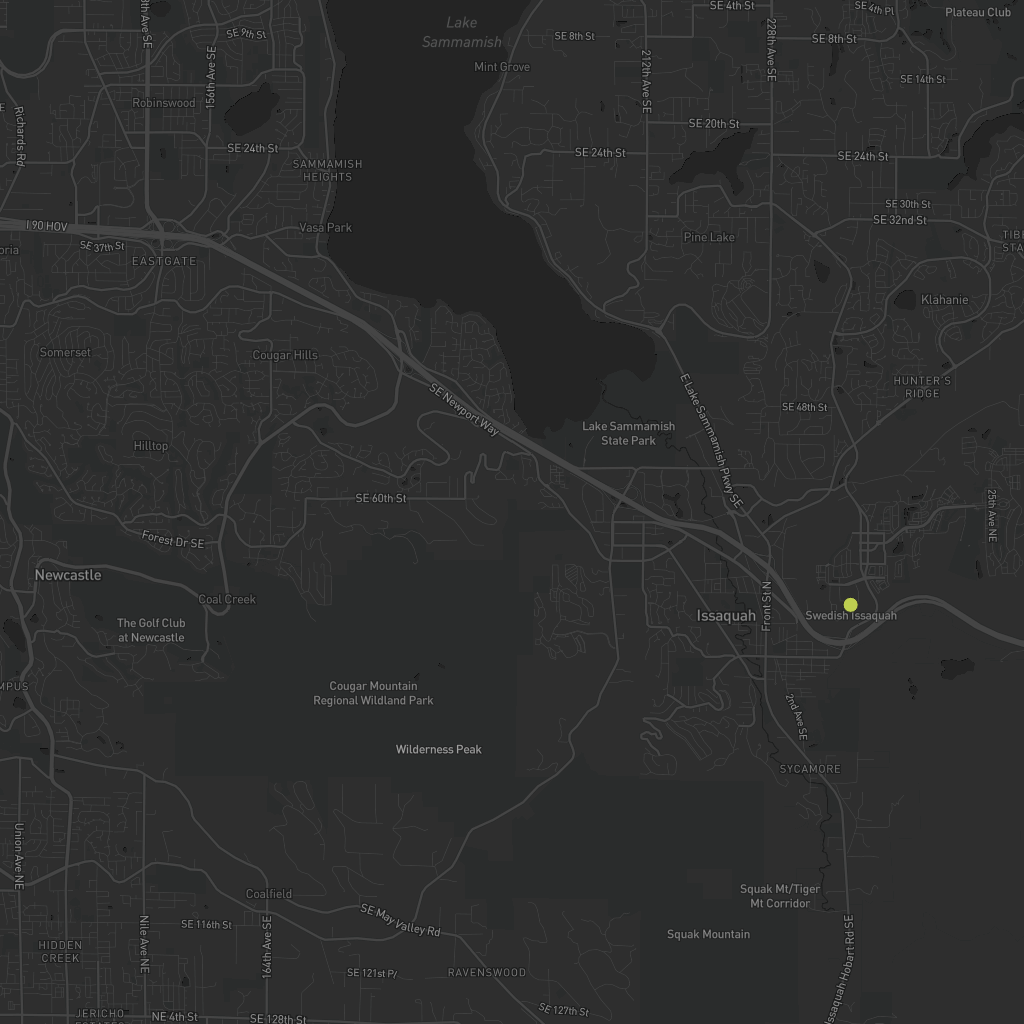 SE 4th St
SE 4th Pl
Plateau Club
Lake
Sammamish
SE 9th St
156th Ave SE
SE 8th St
228th Ave SE
SE 8th St
212th Ave SE
Mint Grove
SE 14th St
Robinswood
Richards Rd
SE 20th St
SE 24th St
SE 24th St
SE 24th St
SAMMAMISH
HEIGHTS
SE 30th St
SE 32nd St
I 90 HOV
Vasa Park
SE 37th St
Pine Lake
EASTGATE
Klahanie
Somerset
Cougar Hills
HUNTER'S
RIDGE
SE Newport Way
E Lake Sammamish Pkwy SE
SE 48th St
Lake Sammamish
State Park
Hilltop
SE 60th St
25th Ave NE
Forest Dr SE
Newcastle
Coal Creek
Front St N
Issaquah
Swedish Issaquah
The Golf Club
at Newcastle
Cougar Mountain
Regional Wildland Park
2nd Ave SE
Wilderness Peak
SYCAMORE
Union Ave NE
Coalfield
Squak Mt/Tiger
Mt Corridor
SE May Valley Rd
SE 116th St
Nile Ave NE
164th Ave SE
Squak Mountain
HIDDEN
CREEK
SE 121st Pl
RAVENSWOOD
Issaquah Hobart Rd SE
SE 127th St
JERICHO
NE 4th St
SE 128th St